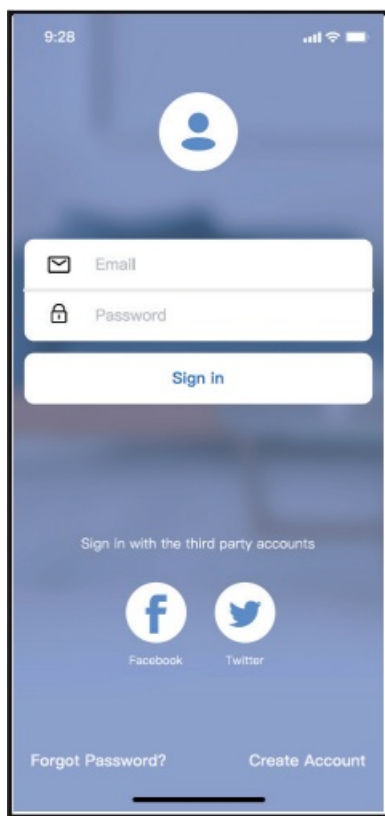 9:28
Email
Password
Sign in
Sign in with the third party accounts
Facebook Twitter
Forgot Password? Create Account